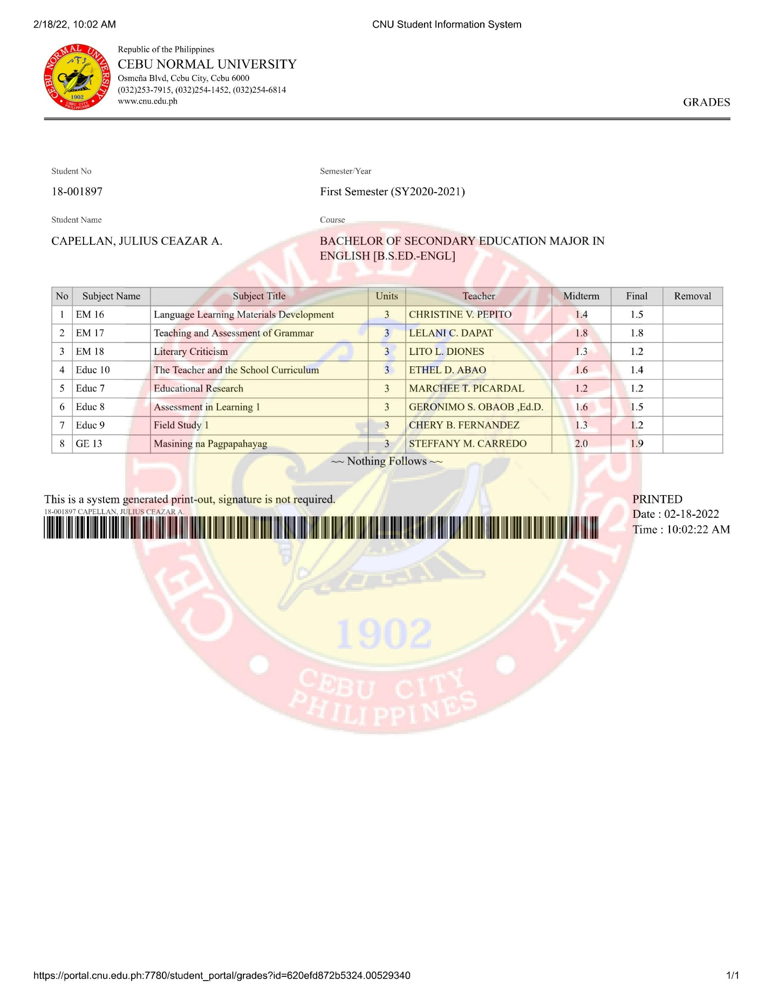 2/18/22, 10:02 AM CNU Student Information System
CEBU NORMAL UNIVERSITY
1902
CEBU CITY
PHILIPPINES
Republic of the Philippines
CEBU NORMAL UNIVERSITY
Osmeña Blvd, Cebu City, Cebu 6000
(032)253-7915, (032)254-1452, (032)254-6814
www.cnu.edu.ph
GRADES
Student No Semester/Year
18-001897 First Semester (SY2020-2021)
Student Name Course
CAPELLAN, JULIUS CEAZAR A. BACHELOR OF SECONDARY EDUCATION MAJOR IN
ENGLISH [B.S.ED.-ENGL]
No Subject Name Subject Title Units Teacher Midterm Final Removal
1 EM 16 Language Learning Materials Development 3 CHRISTINE V. PEPITO 1.4 1.5
2 EM 17 Teaching and Assessment of Grammar 3 LELANI C. DAPAT 1.8 1.8
3 EM 18 Literary Criticism 3 LITO L. DIONES 1.3 1.2
4 Educ 10 The Teacher and the School Curriculum 3 ETHEL D. ABAO 1.6 1.4
5 Educ 7 Educational Research 3 MARCHEE T. PICARDAL 1.2 1.2
6 Educ 8 Assessment in Learning 1 3 GERONIMO S. OBAOB ,Ed.D. 1.6 1.5
7 Educ 9 Field Study 1 3 CHERY B. FERNANDEZ 1.3 1.2
8 GE 13 Masining na Pagpapahayag 3 STEFFANY M. CARREDO 2.0 1.9
~~ Nothing Follows ~~
This is a system generated print-out, signature is not required.
18-001897 CAPELLAN, JULIUS CEAZAR A.
PRINTED
Date : 02-18-2022
Time : 10:02:22 AM
CEBU NORMAL UNIVERSITY
1902
CEBU CITY
PHILIPPINES
https://portal.cnu.edu.ph:7780/student_portal/grades?id=620efd872b5324.00529340 1/1